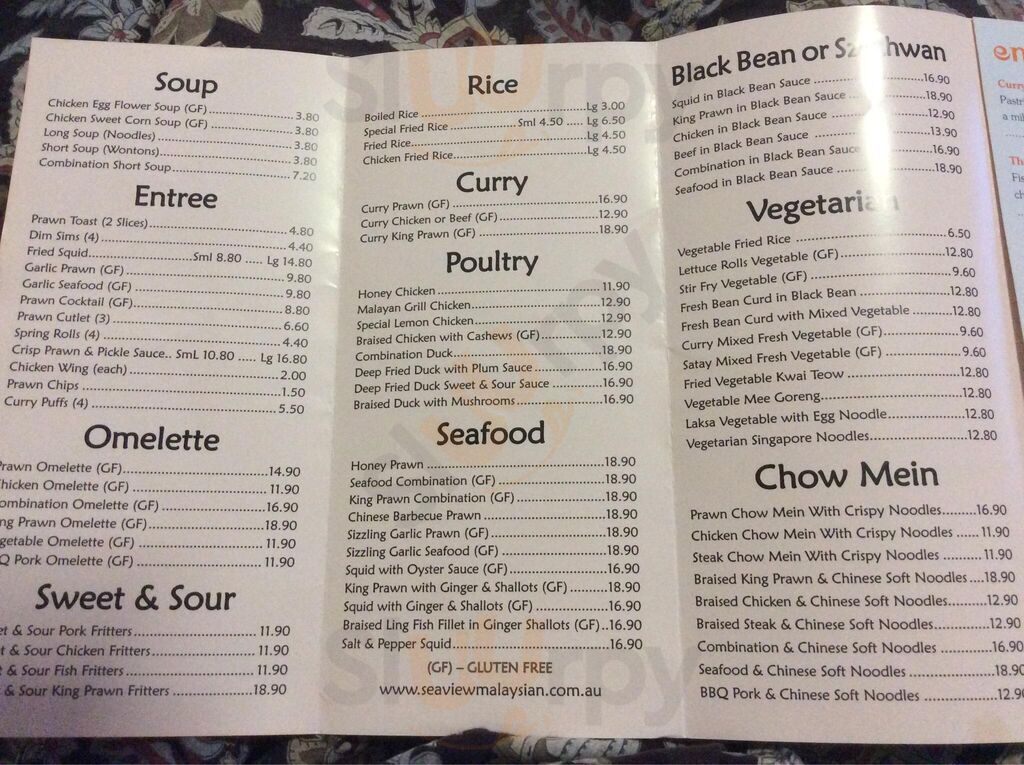 Soup
Chicken Egg Flower Soup (GF) 3.80
Chicken Sweet Corn Soup (GF) 3.80
Long Soup (Noodles) 3.80
Short Soup (Wontons) 3.80
Combination Short Soup 7.20
Entree
Prawn Toast (2 Slices) 4.80
Dim Sims (4) 4.40
Fried Squid Sml 8.80 ..... Lg 14.80
Garlic Prawn (GF) 9.80
Garlic Seafood (GF) 9.80
Prawn Cocktail (GF) 8.80
Prawn Cutlet (3) 6.60
Spring Rolls (4) 4.40
Crisp Prawn & Pickle Sauce.. SmL 10.80 ..... Lg 16.80
Chicken Wing (each) 2.00
Prawn Chips 1.50
Curry Puffs (4) 5.50
Omelette
Prawn Omelette (GF) 14.90
hicken Omelette (GF) 11.90
ombination Omelette (GF) 16.90
ng Prawn Omelette (GF) 18.90
getable Omelette (GF) 11.90
Q Pork Omelette (GF) 11.90
Sweet & Sour
et & Sour Pork Fritters 11.90
t & Sour Chicken Fritters 11.90
t & Sour Fish Fritters 11.90
& Sour King Prawn Fritters 18.90
Rice
Boiled Rice Lg 3.00
Special Fried Rice Sml 4.50 ..... Lg 6.50
Fried Rice Lg 4.50
Chicken Fried Rice Lg 4.50
Curry
Curry Prawn (GF) 16.90
Curry Chicken or Beef (GF) 12.90
Curry King Prawn (GF) 18.90
Poultry
Honey Chicken 11.90
Malayan Grill Chicken 12.90
Special Lemon Chicken 12.90
Braised Chicken with Cashews (GF) 12.90
Combination Duck 18.90
Deep Fried Duck with Plum Sauce 16.90
Deep Fried Duck Sweet & Sour Sauce 16.90
Braised Duck with Mushrooms 16.90
Seafood
Honey Prawn 18.90
Seafood Combination (GF) 18.90
King Prawn Combination (GF) 18.90
Chinese Barbecue Prawn 18.90
Sizzling Garlic Prawn (GF) 18.90
Sizzling Garlic Seafood (GF) 18.90
Squid with Oyster Sauce (GF) 16.90
King Prawn with Ginger & Shallots (GF) 18.90
Squid with Ginger & Shallots (GF) 16.90
Braised Ling Fish Fillet in Ginger Shallots (GF)..16.90
Salt & Pepper Squid 16.90
(GF) – GLUTEN FREE
www.seaviewmalaysian.com.au
Black Bean or Szechwan
Squid in Black Bean Sauce 16.90
King Prawn in Black Bean Sauce 18.90
Chicken in Black Bean Sauce 12.90
Beef in Black Bean Sauce 13.90
Combination in Black Bean Sauce 16.90
Seafood in Black Bean Sauce 18.90
Vegetarian
Vegetable Fried Rice 6.50
Lettuce Rolls Vegetable (GF) 12.80
Stir Fry Vegetable (GF) 9.60
Fresh Bean Curd in Black Bean 12.80
Fresh Bean Curd with Mixed Vegetable 12.80
Curry Mixed Fresh Vegetable (GF) 9.60
Satay Mixed Fresh Vegetable (GF) 9.60
Fried Vegetable Kwai Teow 12.80
Vegetable Mee Goreng 12.80
Laksa Vegetable with Egg Noodle 12.80
Vegetarian Singapore Noodles 12.80
Chow Mein
Prawn Chow Mein With Crispy Noodles 16.90
Chicken Chow Mein With Crispy Noodles 11.90
Steak Chow Mein With Crispy Noodles 11.90
Braised King Prawn & Chinese Soft Noodles 18.90
Braised Chicken & Chinese Soft Noodles 12.90
Braised Steak & Chinese Soft Noodles 12.90
Combination & Chinese Soft Noodles 16.90
Seafood & Chinese Soft Noodles 18.90
BBQ Pork & Chinese Soft Noodles 12.9